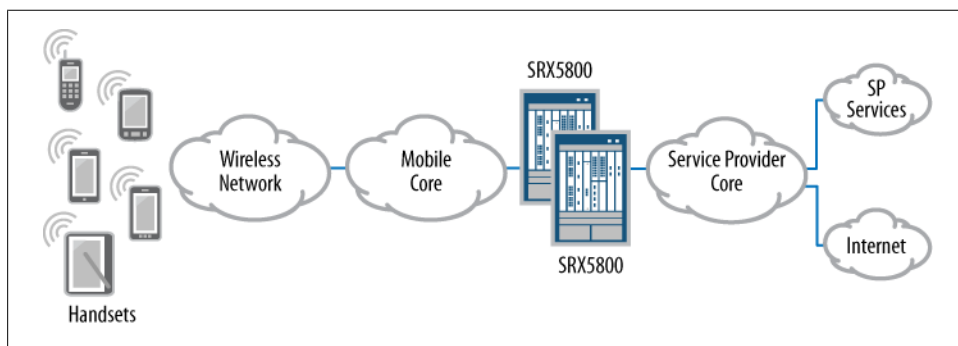 Handsets
Wireless
Network
Mobile
Core
SRX5800
SRX5800
Service Provider
Core
SP
Services
Internet